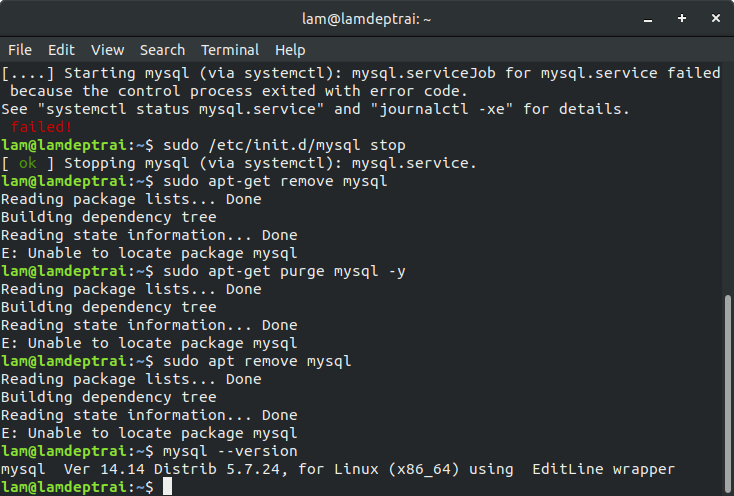 lam@lamdeptrai: ~
File Edit View Search Terminal Help
[....] Starting mysql (via systemctl): mysql.serviceJob for mysql.service failed
 because the control process exited with error code.
See "systemctl status mysql.service" and "journalctl -xe" for details.
 failed!
lam@lamdeptrai:~$ sudo /etc/init.d/mysql stop
[ ok ] Stopping mysql (via systemctl): mysql.service.
lam@lamdeptrai:~$ sudo apt-get remove mysql
Reading package lists... Done
Building dependency tree
Reading state information... Done
E: Unable to locate package mysql
lam@lamdeptrai:~$ sudo apt-get purge mysql -y
Reading package lists... Done
Building dependency tree
Reading state information... Done
E: Unable to locate package mysql
lam@lamdeptrai:~$ sudo apt remove mysql
Reading package lists... Done
Building dependency tree
Reading state information... Done
E: Unable to locate package mysql
lam@lamdeptrai:~$ mysql --version
mysql  Ver 14.14 Distrib 5.7.24, for Linux (x86_64) using  EditLine wrapper
lam@lamdeptrai:~$